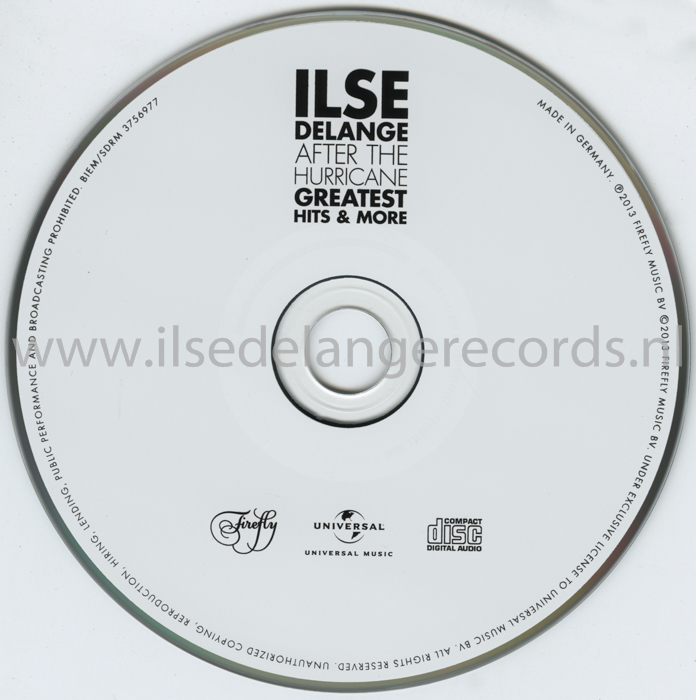 ILSE
DELANGE
AFTER THE
HURRICANE
GREATEST
HITS & MORE
MADE IN GERMANY. ℗2013 FIREFLY MUSIC BV ©2013 FIREFLY MUSIC BV. UNDER EXCLUSIVE LICENSE TO UNIVERSAL MUSIC BV. ALL RIGHTS RESERVED. UNAUTHORIZED COPYING, REPRODUCTION, HIRING, LENDING, PUBLIC PERFORMANCE AND BROADCASTING PROHIBITED. BIEM/SDRM 3756977
www.ilsedelangerecords.nl
Firefly
UNIVERSAL
UNIVERSAL MUSIC
COMPACT
disc
DIGITAL AUDIO